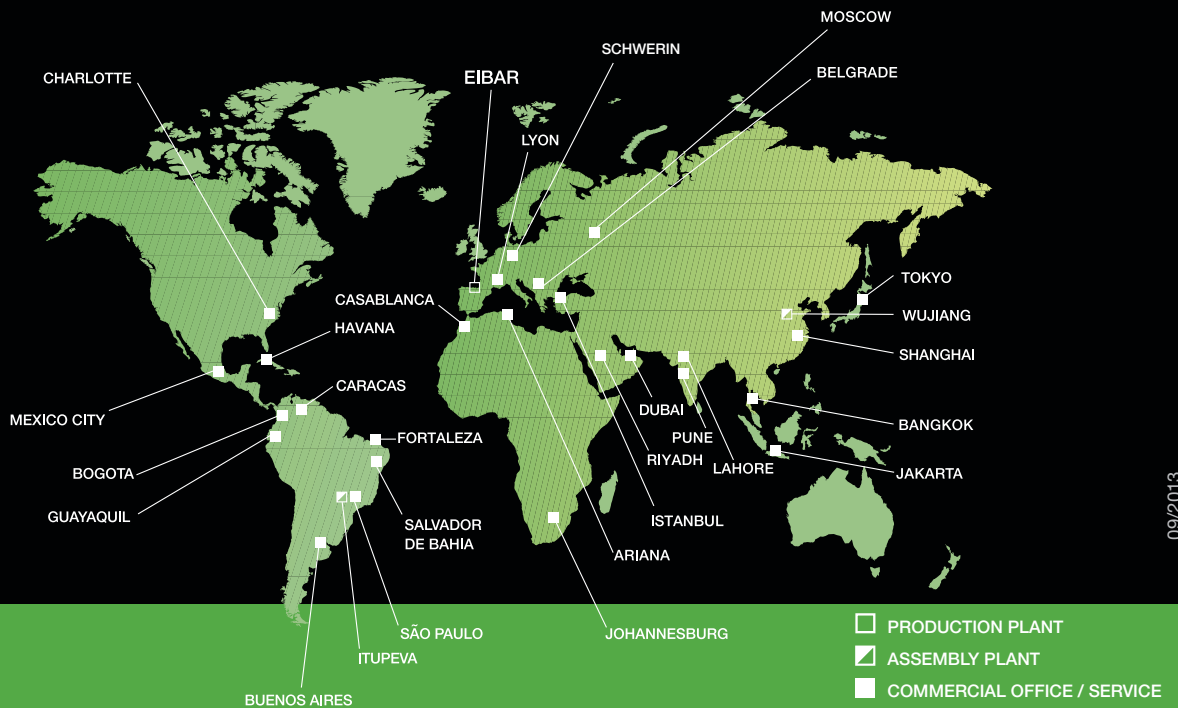 MOSCOW
SCHWERIN
BELGRADE
CHARLOTTE
EIBAR
LYON
TOKYO
CASABLANCA
WUJIANG
HAVANA
SHANGHAI
CARACAS
DUBAI
MEXICO CITY
BANGKOK
FORTALEZA
PUNE
RIYADH
LAHORE
BOGOTA
JAKARTA
GUAYAQUIL
SALVADOR
DE BAHIA
ISTANBUL
ARIANA
09/2013
SÃO PAULO
JOHANNESBURG
ITUPEVA
BUENOS AIRES
PRODUCTION PLANT
ASSEMBLY PLANT
COMMERCIAL OFFICE / SERVICE